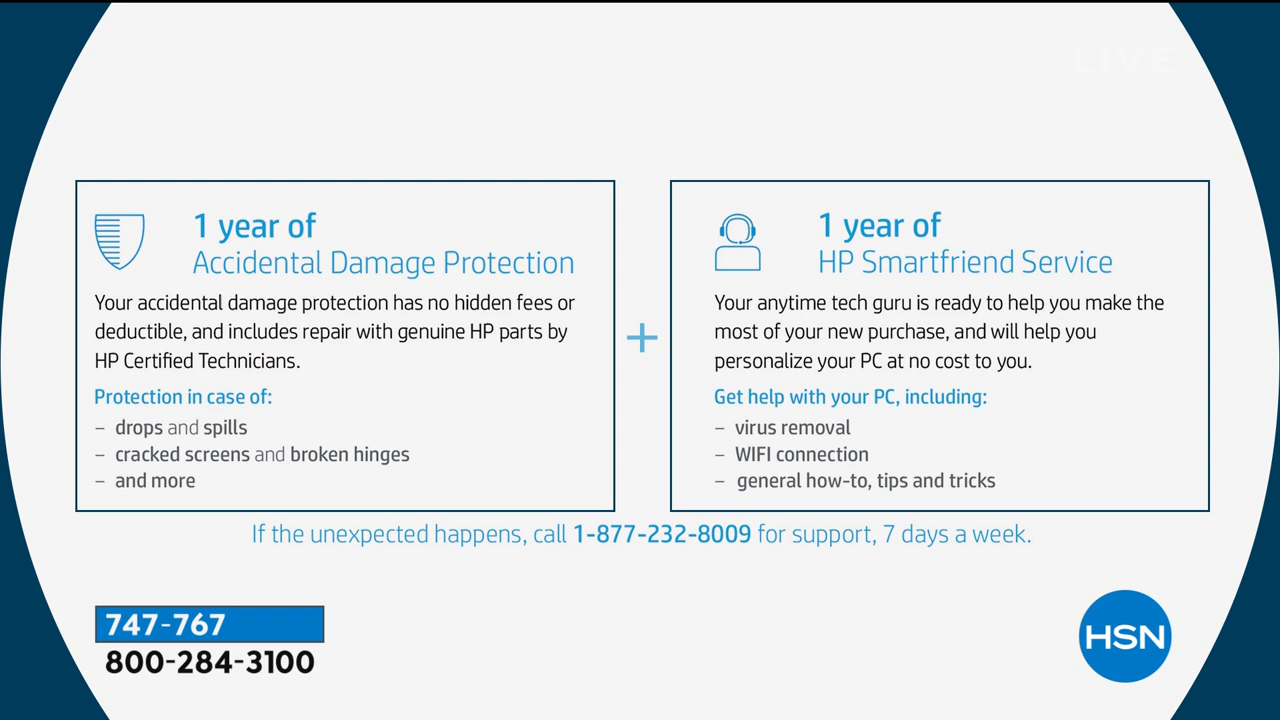 LIVE
1 year of
Accidental Damage Protection
Your accidental damage protection has no hidden fees or
deductible, and includes repair with genuine HP parts by
HP Certified Technicians.
Protection in case of:
– drops and spills
– cracked screens and broken hinges
– and more
+
1 year of
HP Smartfriend Service
Your anytime tech guru is ready to help you make the
most of your new purchase, and will help you
personalize your PC at no cost to you.
Get help with your PC, including:
– virus removal
– WIFI connection
– general how-to, tips and tricks
If the unexpected happens, call 1-877-232-8009 for support, 7 days a week.
747-767
800-284-3100
HSN